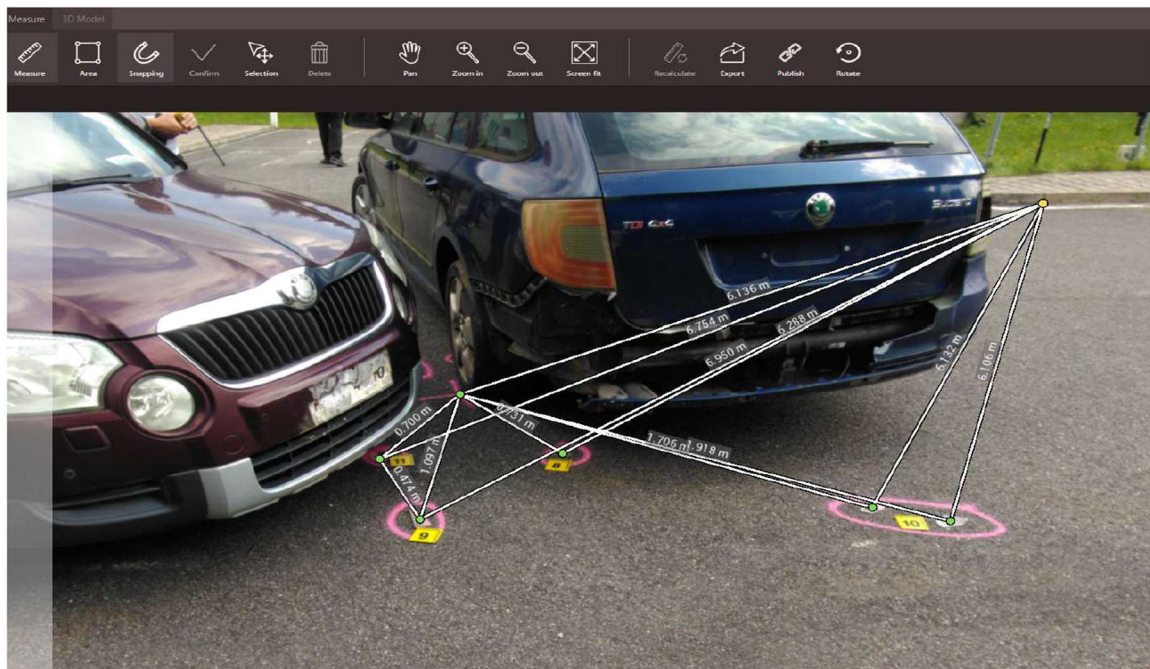 Measure 3D Model
Measure Area Snapping Confirm Selection Delete Pan Zoom in Zoom out Screen fit Recalculate Export Publish Rotate
TDI 4x4
6.136 m
6.754 m
6.288 m
6.950 m
6.132 m
6.106 m
0.700 m
0.731 m
1.097 m
1.706 m
1.918 m
0.474 m
11
8
9
10